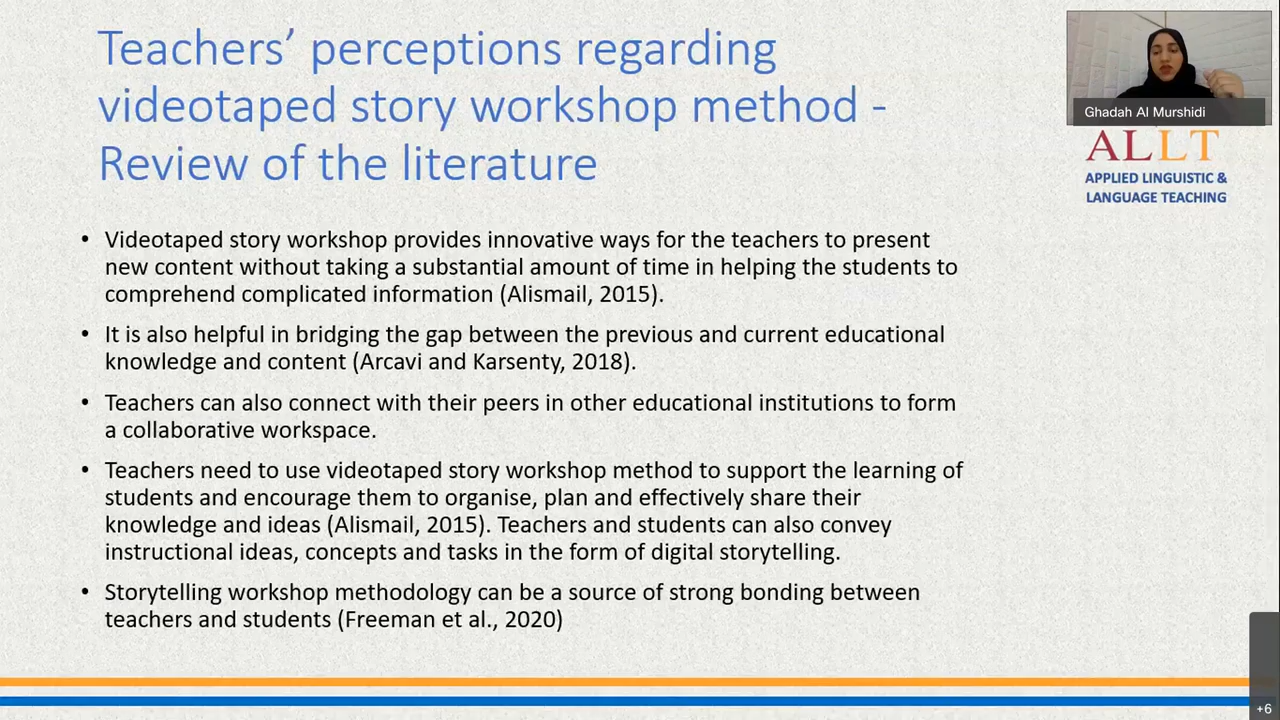 Teachers’ perceptions regarding
videotaped story workshop method -
Review of the literature
Ghadah Al Murshidi
ALLT
APPLIED LINGUISTIC &
LANGUAGE TEACHING
• Videotaped story workshop provides innovative ways for the teachers to present
new content without taking a substantial amount of time in helping the students to
comprehend complicated information (Alismail, 2015).
• It is also helpful in bridging the gap between the previous and current educational
knowledge and content (Arcavi and Karsenty, 2018).
• Teachers can also connect with their peers in other educational institutions to form
a collaborative workspace.
• Teachers need to use videotaped story workshop method to support the learning of
students and encourage them to organise, plan and effectively share their
knowledge and ideas (Alismail, 2015). Teachers and students can also convey
instructional ideas, concepts and tasks in the form of digital storytelling.
• Storytelling workshop methodology can be a source of strong bonding between
teachers and students (Freeman et al., 2020)
+6